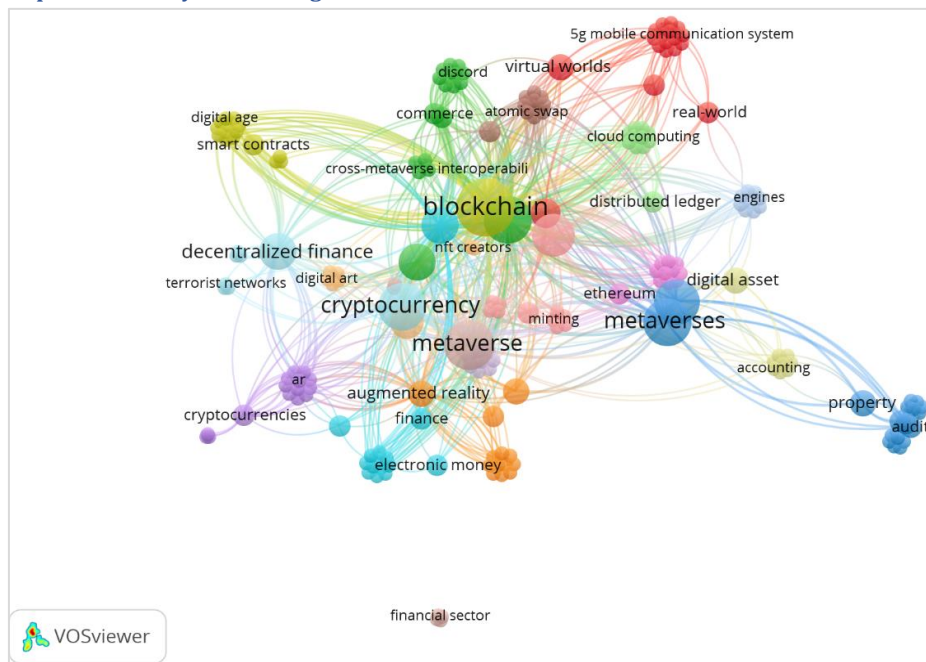 5g mobile communication system
virtual worlds
discord
atomic swap
commerce
real-world
digital age
cloud computing
smart contracts
cross-metaverse interoperabili
engines
distributed ledger
blockchain
nft creators
decentralized finance
digital art
terrorist networks
ethereum
digital asset
cryptocurrency
minting
metaverses
metaverse
accounting
ar
augmented reality
property
cryptocurrencies
finance
audit
electronic money
financial sector
VOSviewer